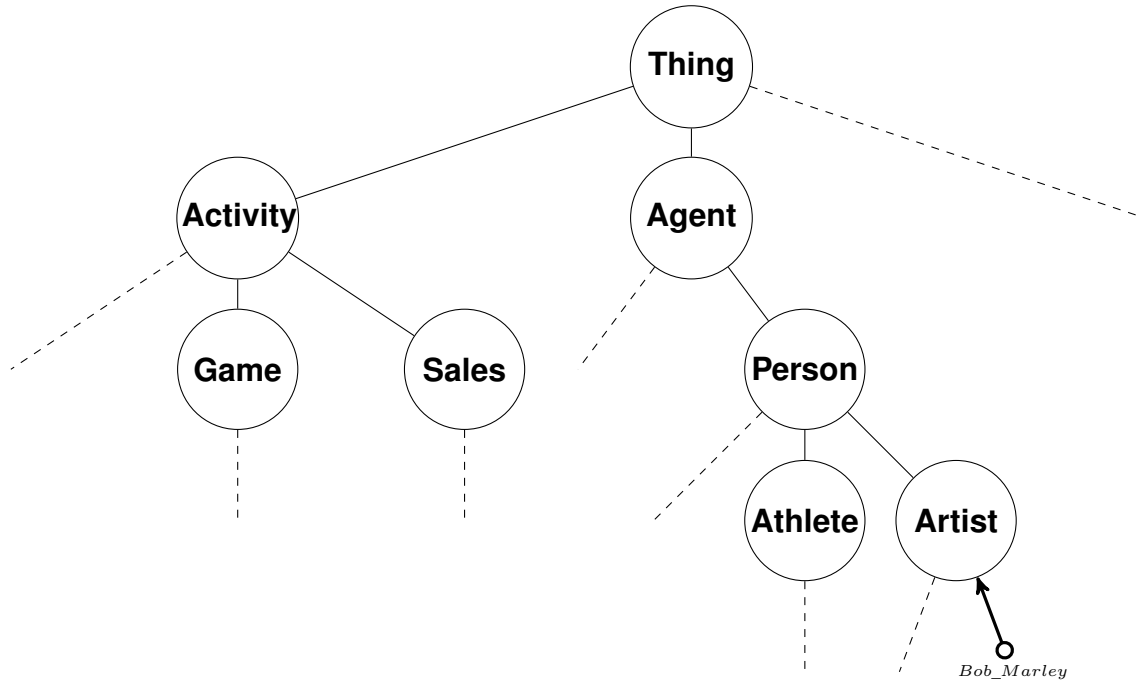 Thing
Activity
Agent
Game
Sales
Person
Athlete
Artist
Bob_Marley